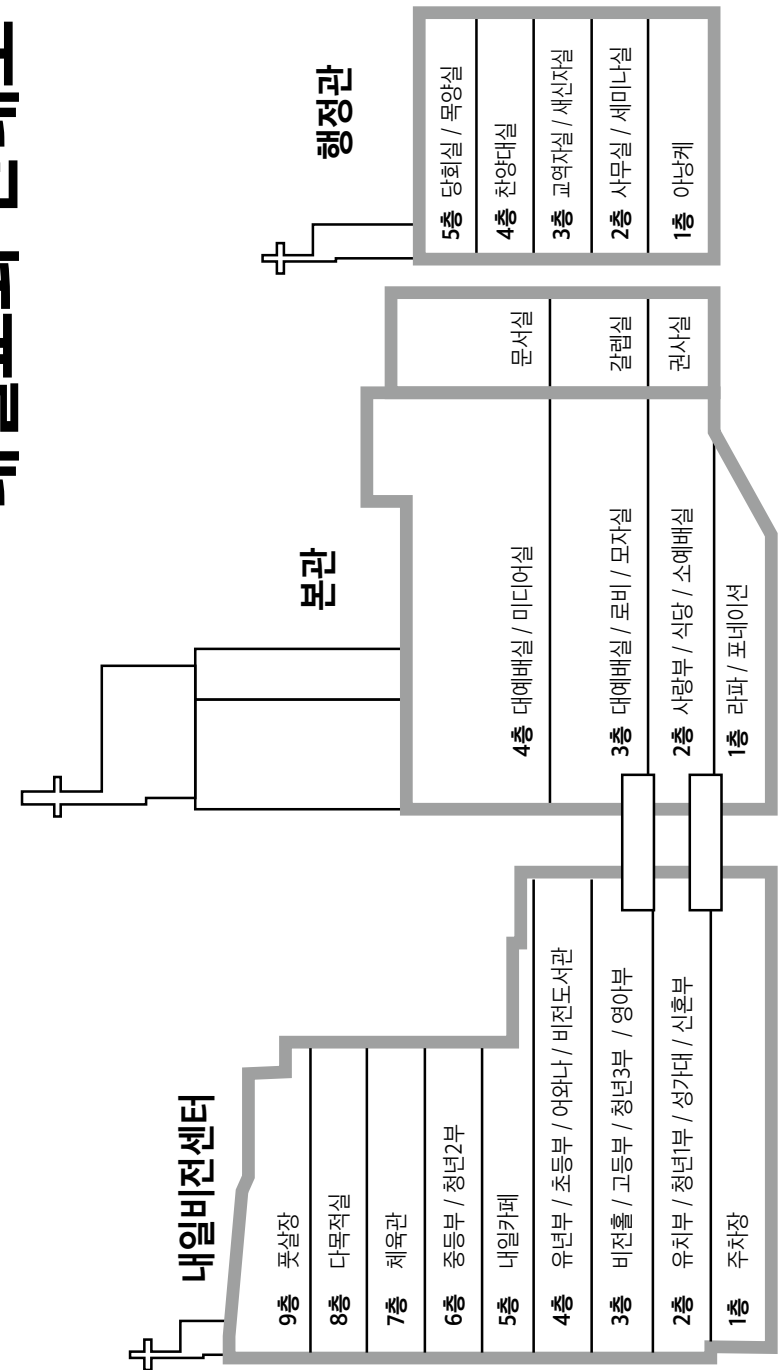 내일비전센터
9층 풋살장
8층 다목적실
7층 체육관
6층 중등부 / 청년2부
5층 내일카페
4층 유년부 / 초등부 / 어와나 / 비전도서관
3층 비전홀 / 고등부 / 청년3부 / 영아부
2층 유치부 / 청년1부 / 성가대 / 신혼부
1층 주차장
본관
4층 대예배실 / 미디어실
문서실
3층 대예배실 / 로비 / 모자실
갈렙실
2층 사랑부 / 식당 / 소예배실
권사실
1층 라파 / 포네이션
행정관
5층 당회실 / 목양실
4층 찬양대실
3층 교역자실 / 새신자실
2층 사무실 / 세미나실
1층 아낭케